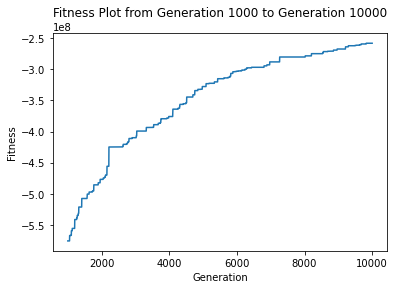 Fitness Plot from Generation 1000 to Generation 10000
1e8
−2.5
−3.0
−3.5
−4.0
−4.5
−5.0
−5.5
Fitness
2000 4000 6000 8000 10000
Generation